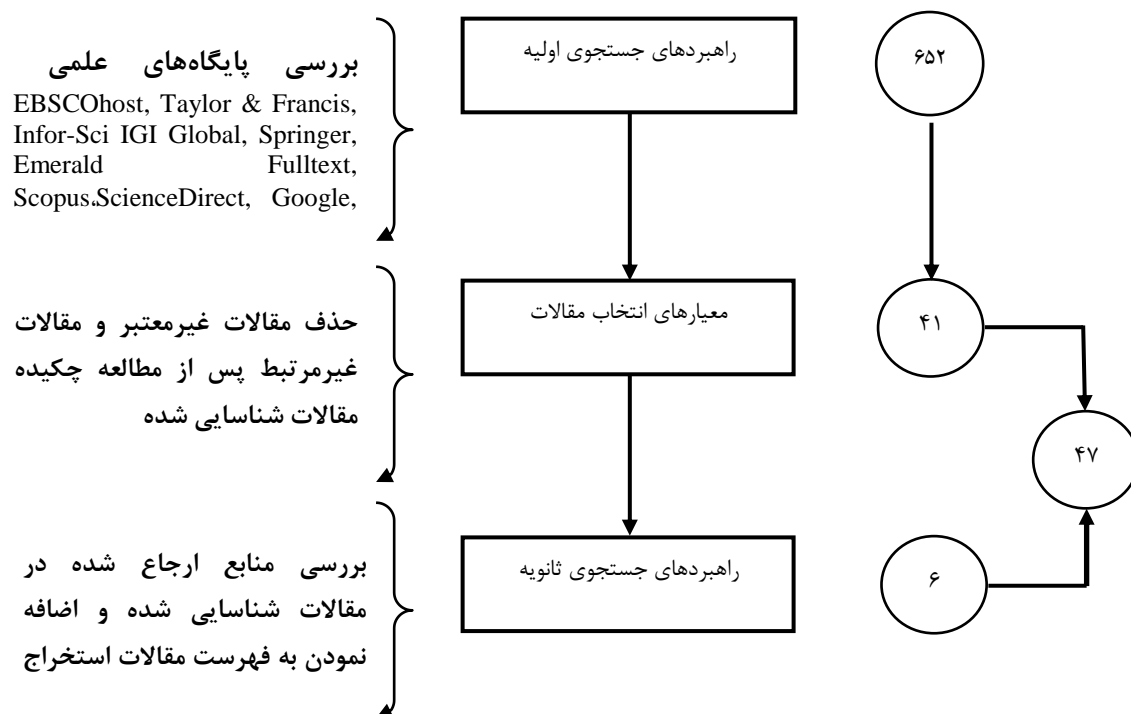 ۶۵۲
راهبردهای جستجوی اولیه
بررسی پایگاه‌های علمی
EBSCOhost, Taylor & Francis,
Infor-Sci IGI Global, Springer,
Emerald Fulltext,
Scopus،ScienceDirect, Google,
۴۱
معیارهای انتخاب مقالات
حذف مقالات غیرمعتبر و مقالات
غیرمرتبط پس از مطالعه چکیده
مقالات شناسایی شده
۴۷
۶
راهبردهای جستجوی ثانویه
بررسی منابع ارجاع شده در
مقالات شناسایی شده و اضافه
نمودن به فهرست مقالات استخراج